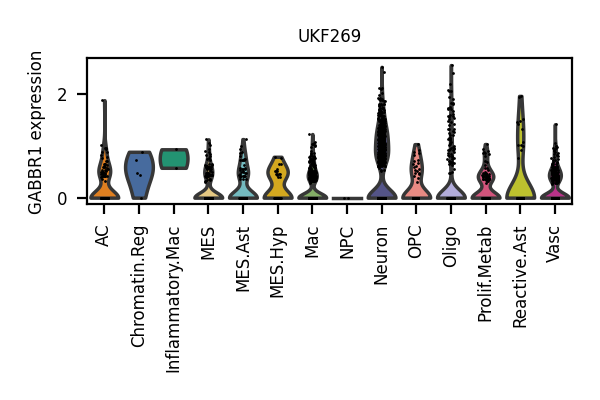 UKF269
GABBR1 expression
2
0
AC
Chromatin.Reg
Inflammatory.Mac
MES
MES.Ast
MES.Hyp
Mac
NPC
Neuron
OPC
Oligo
Prolif.Metab
Reactive.Ast
Vasc